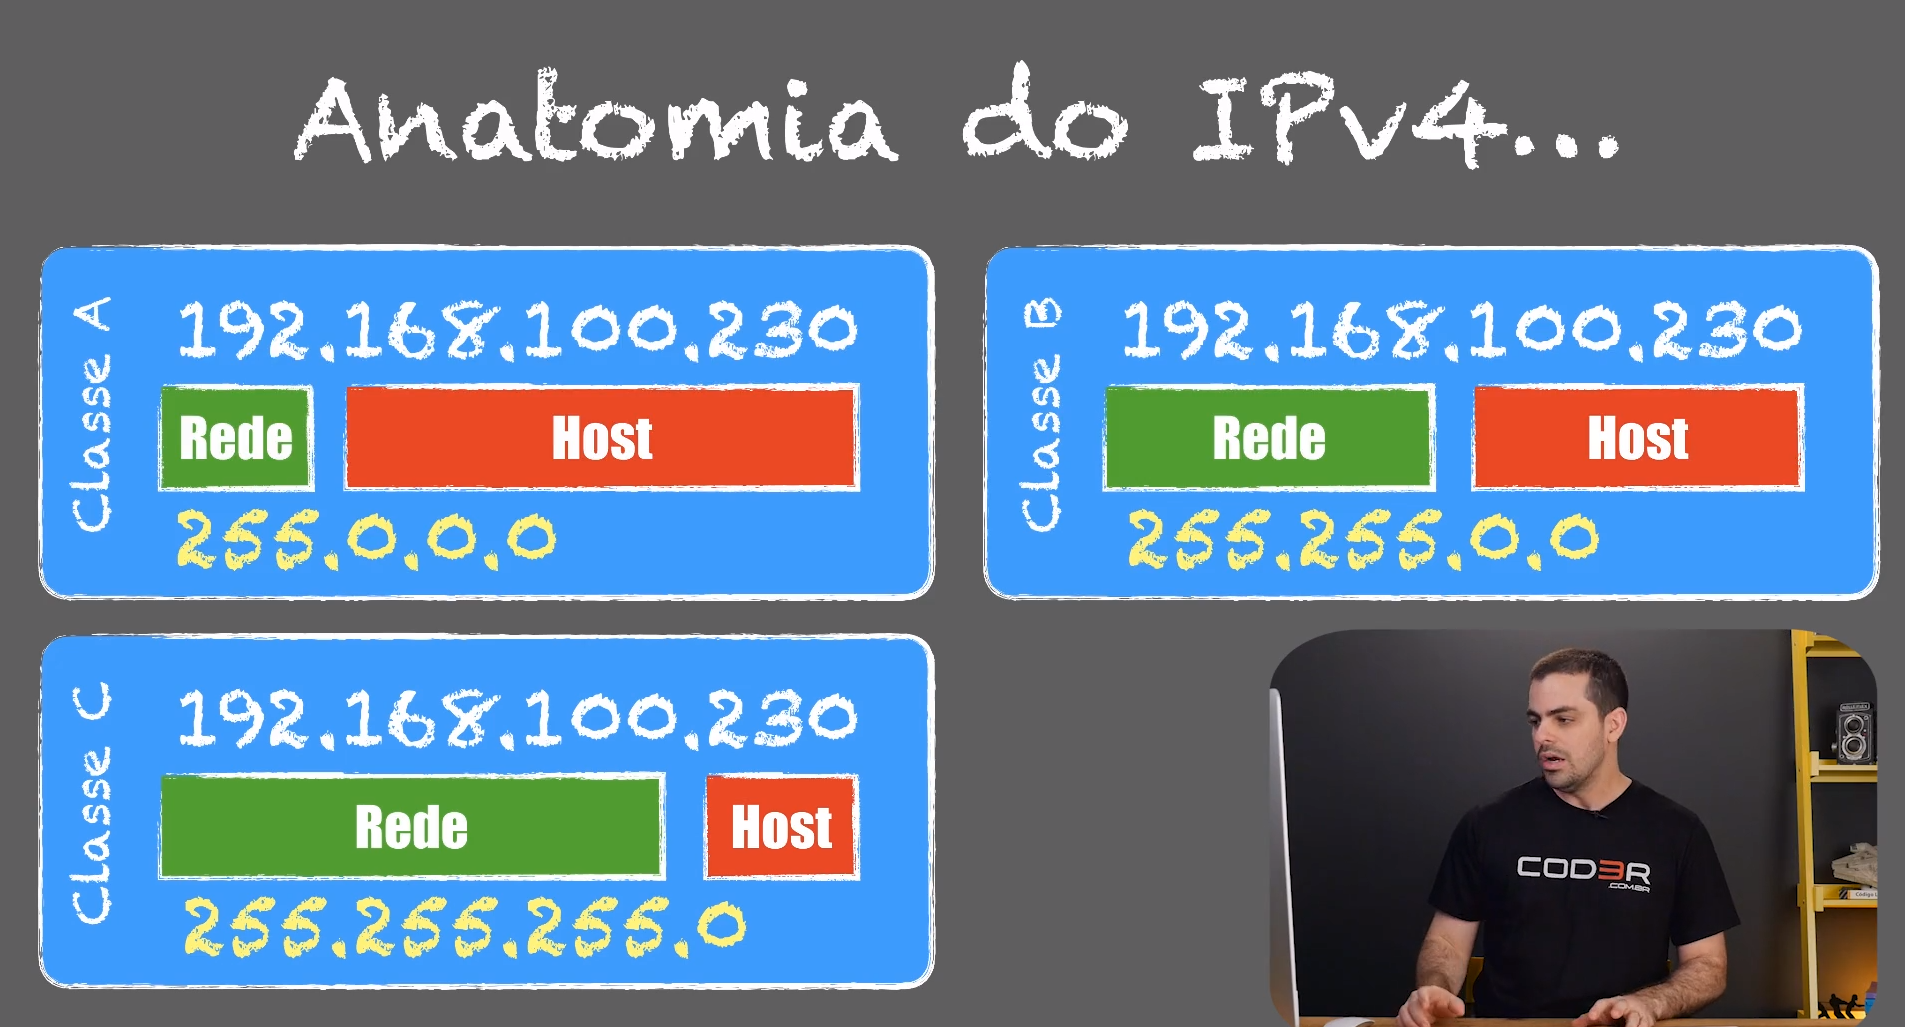 Anatomia do IPv4...
Classe A
192.168.100.230
Rede Host
255.0.0.0
Classe B
192.168.100.230
Rede Host
255.255.0.0
Classe C
192.168.100.230
Rede Host
255.255.255.0
COD3R
.COM.BR